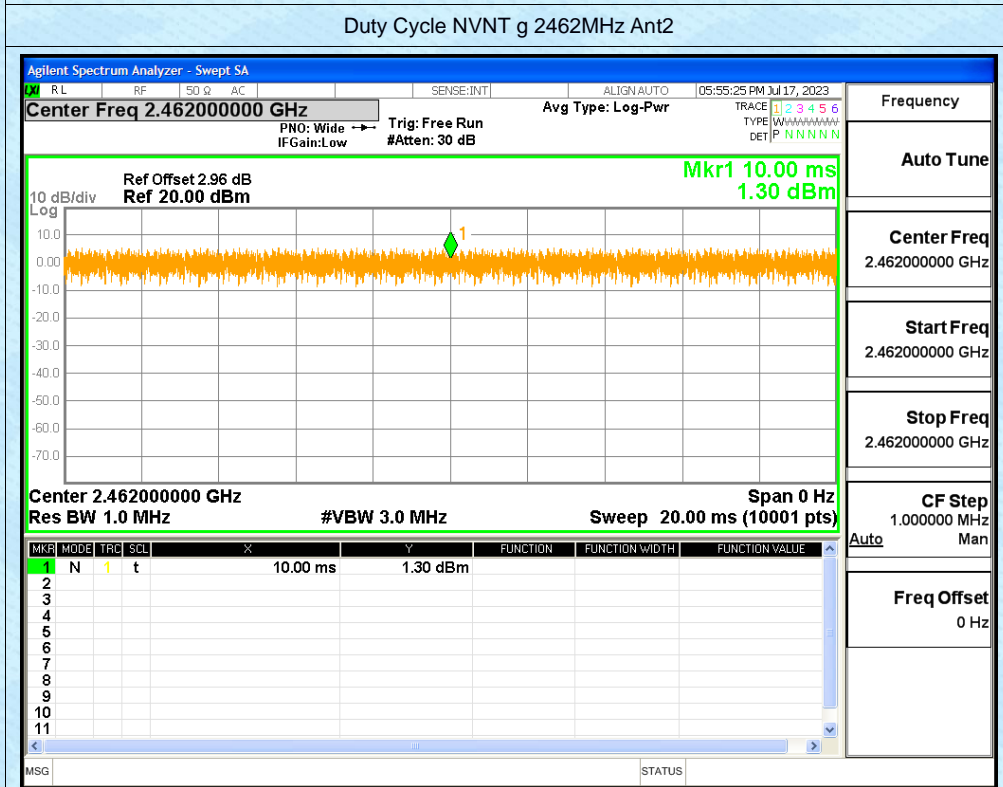 Duty Cycle NVNT g 2462MHz Ant2
Agilent Spectrum Analyzer - Swept SA
LXI RL RF 50 Ω AC SENSE:INT ALIGN AUTO 05:55:25 PM Jul 17, 2023
Center Freq 2.462000000 GHz
PNO: Wide
IFGain:Low
Trig: Free Run
#Atten: 30 dB
Avg Type: Log-Pwr
TRACE 1 2 3 4 5 6
TYPE WWWWWW
DET P N N N N N
Mkr1 10.00 ms
1.30 dBm
Ref Offset 2.96 dB
10 dB/div Ref 20.00 dBm
Log
10.0
0.00
-10.0
-20.0
-30.0
-40.0
-50.0
-60.0
-70.0
1
Center 2.462000000 GHz Span 0 Hz
Res BW 1.0 MHz #VBW 3.0 MHz Sweep 20.00 ms (10001 pts)
MKR MODE TRC SCL X Y FUNCTION FUNCTION WIDTH FUNCTION VALUE
1 N 1 t 10.00 ms 1.30 dBm
2
3
4
5
6
7
8
9
10
11
MSG STATUS
Frequency
Auto Tune
Center Freq
2.462000000 GHz
Start Freq
2.462000000 GHz
Stop Freq
2.462000000 GHz
CF Step
1.000000 MHz
Auto Man
Freq Offset
0 Hz